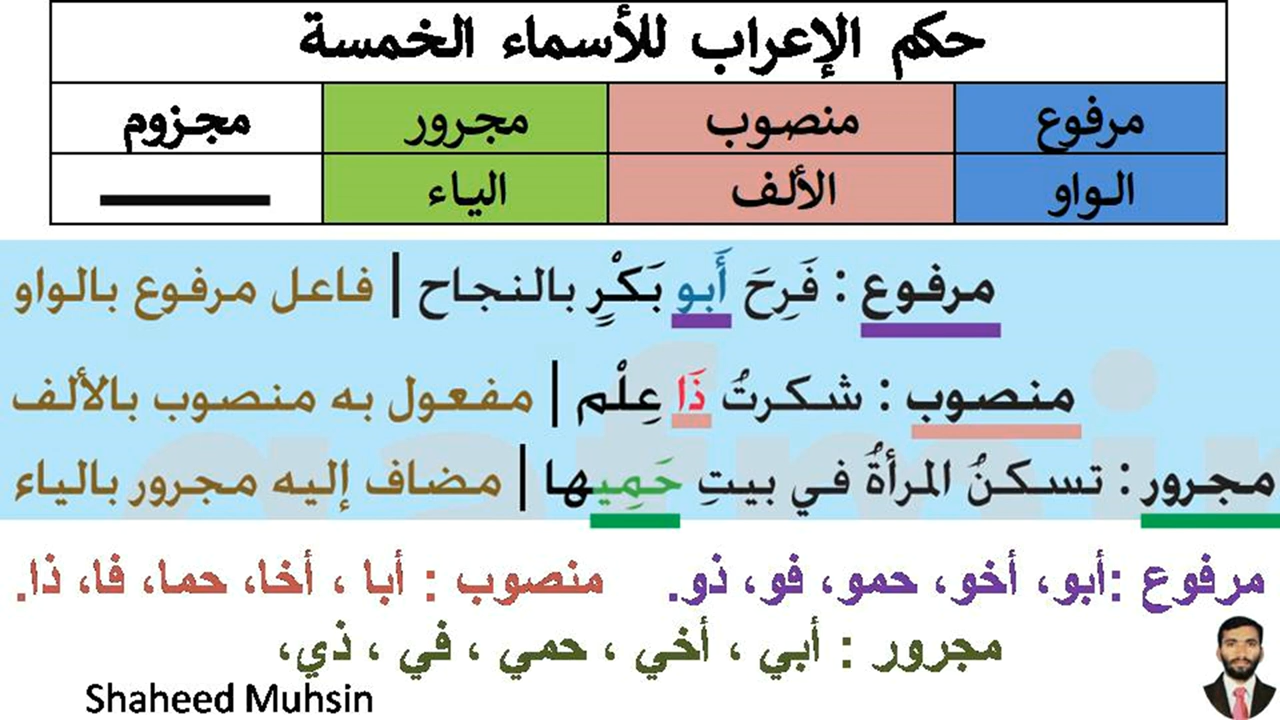 حكم الإعراب للأسماء الخمسة
مرفوع منصوب مجرور مجزوم
الواو الألف الياء
مرفوع : فَرِحَ أَبو بَكْرٍ بالنجاح | فاعل مرفوع بالواو
منصوب : شكرتُ ذَا عِلْم | مفعول به منصوب بالألف
مجرور : تسكنُ المرأةُ في بيتِ حَمِيها | مضاف إليه مجرور بالياء
مرفوع :أبو، أخو، حمو، فو، ذو. منصوب : أبا ، أخا، حما، فا، ذا.
مجرور : أبي ، أخي ، حمي ، في ، ذي،
Shaheed Muhsin